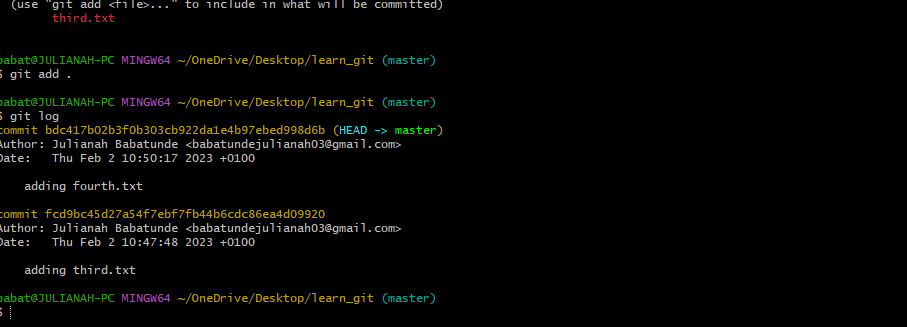 (use "git add <file>..." to include in what will be committed)
third.txt
babat@JULIANAH-PC MINGW64 ~/OneDrive/Desktop/learn_git (master)
$ git add .
babat@JULIANAH-PC MINGW64 ~/OneDrive/Desktop/learn_git (master)
$ git log
commit bdc417b02b3f0b303cb922da1e4b97ebed998d6b (HEAD -> master)
Author: Julianah Babatunde <babatundejulianah03@gmail.com>
Date:   Thu Feb 2 10:50:17 2023 +0100
adding fourth.txt
commit fcd9bc45d27a54f7ebf7fb44b6cdc86ea4d09920
Author: Julianah Babatunde <babatundejulianah03@gmail.com>
Date:   Thu Feb 2 10:47:48 2023 +0100
adding third.txt
babat@JULIANAH-PC MINGW64 ~/OneDrive/Desktop/learn_git (master)
$